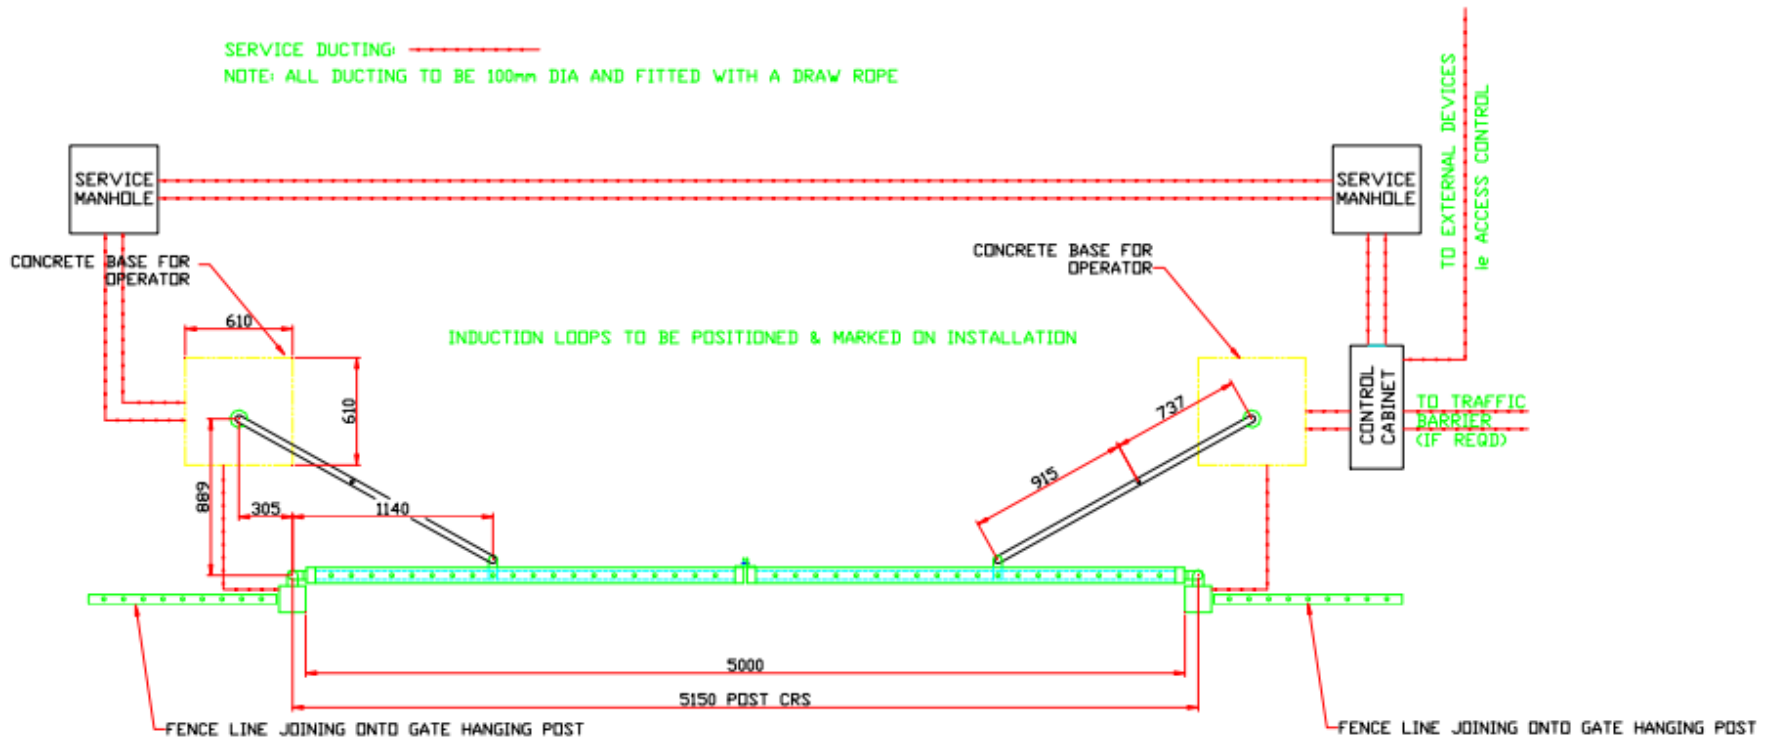 SERVICE DUCTING:
NOTE: ALL DUCTING TO BE 100mm DIA AND FITTED WITH A DRAW ROPE
SERVICE
MANHOLE
SERVICE
MANHOLE
TO EXTERNAL DEVICES
Ie ACCESS CONTROL
CONCRETE BASE FOR
OPERATOR
CONCRETE BASE FOR
OPERATOR
610
INDUCTION LOOPS TO BE POSITIONED & MARKED ON INSTALLATION
610
737
915
CONTROL
CABINET
TO TRAFFIC
BARRIER
(IF REQD)
889
305
1140
5000
5150 POST CRS
FENCE LINE JOINING ONTO GATE HANGING POST
FENCE LINE JOINING ONTO GATE HANGING POST